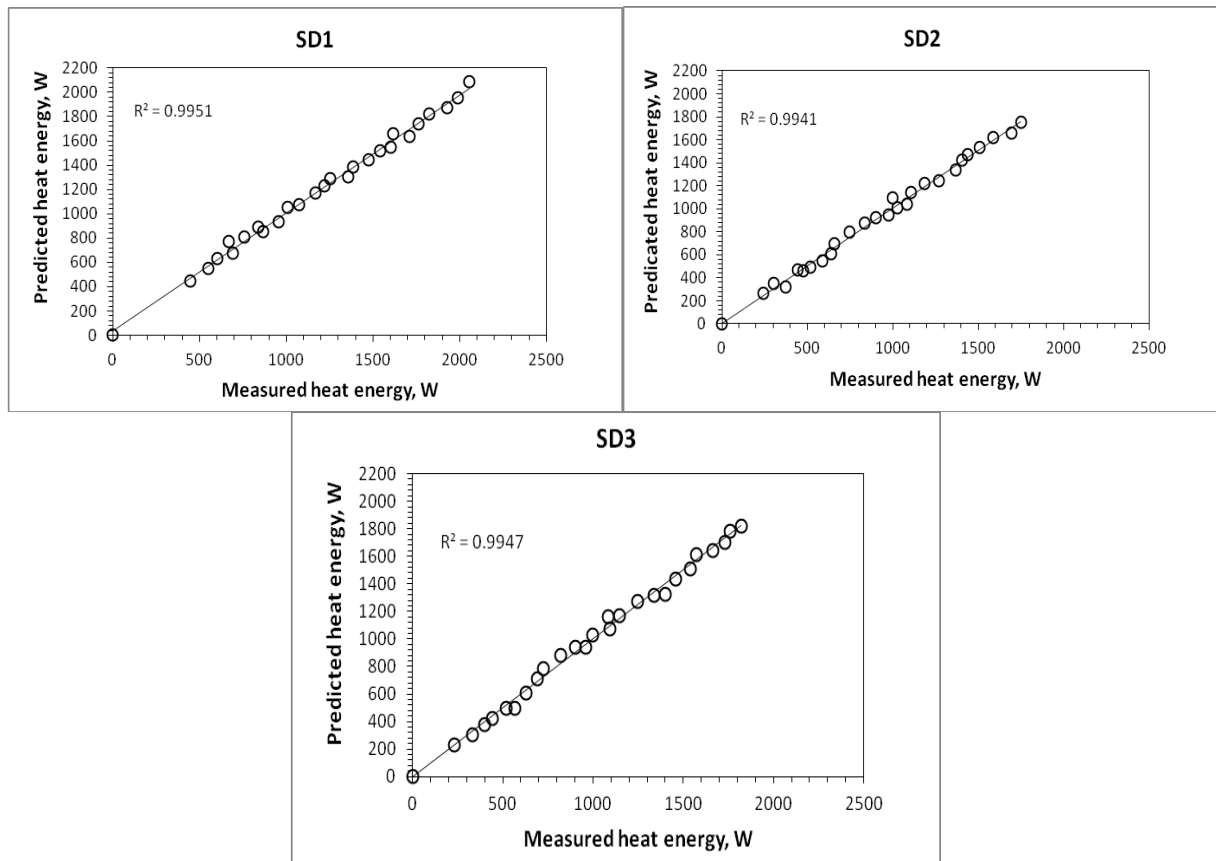 SD1
Predicted heat energy, W
2200
2000
1800
1600
1400
1200
1000
800
600
400
200
0
R² = 0.9951
0 500 1000 1500 2000 2500
Measured heat energy, W
SD2
Predicated heat energy, W
2200
2000
1800
1600
1400
1200
1000
800
600
400
200
0
R² = 0.9941
0 500 1000 1500 2000 2500
Measured heat energy, W
SD3
Predicted heat energy, W
2200
2000
1800
1600
1400
1200
1000
800
600
400
200
0
R² = 0.9947
0 500 1000 1500 2000 2500
Measured heat energy, W